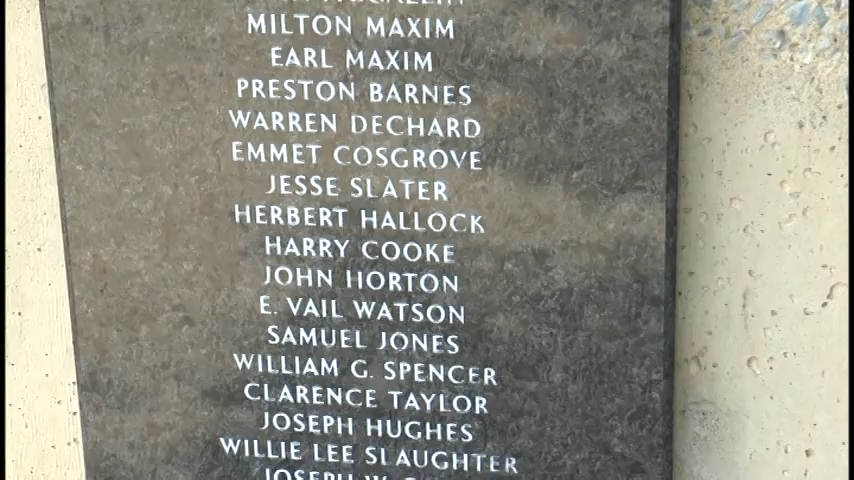 MILTON MAXIM
EARL MAXIM
PRESTON BARNES
WARREN DECHARD
EMMET COSGROVE
JESSE SLATER
HERBERT HALLOCK
HARRY COOKE
JOHN HORTON
E. VAIL WATSON
SAMUEL JONES
WILLIAM G. SPENCER
CLARENCE TAYLOR
JOSEPH HUGHES
WILLIE LEE SLAUGHTER
JOSEPH W.